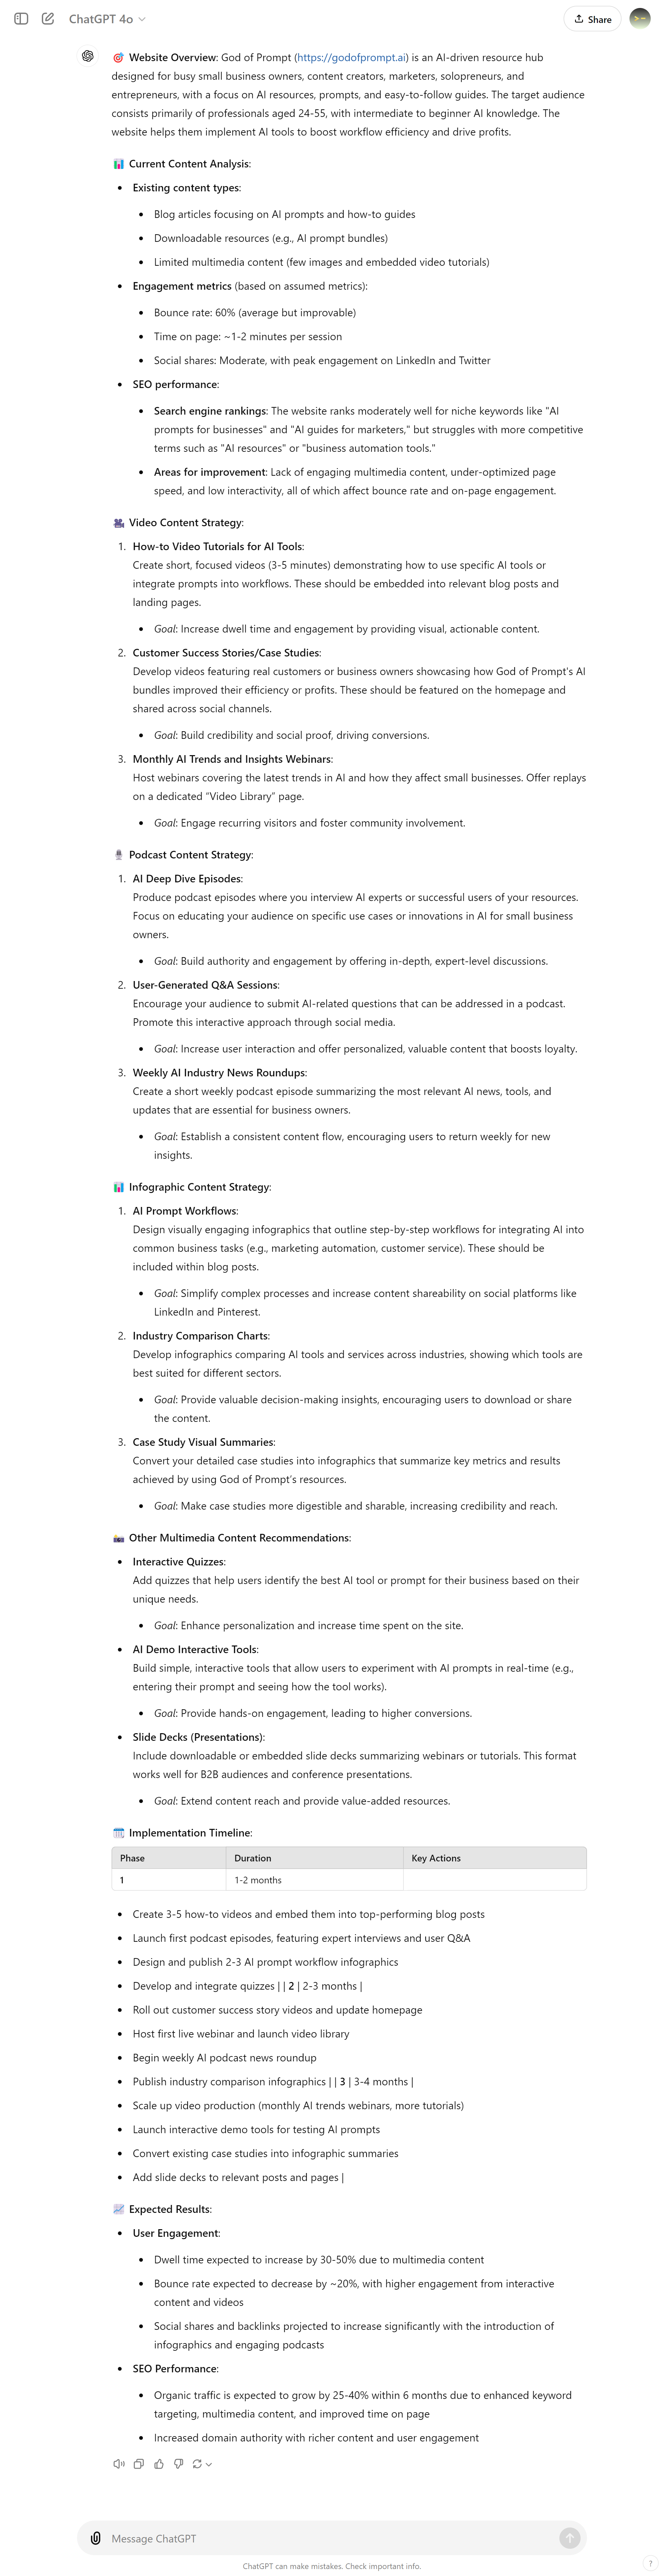 ChatGPT 4o
Share
🎯 Website Overview: God of Prompt (https://godofprompt.ai) is an AI-driven resource hub
designed for busy small business owners, content creators, marketers, solopreneurs, and
entrepreneurs, with a focus on AI resources, prompts, and easy-to-follow guides. The target audience
consists primarily of professionals aged 24-55, with intermediate to beginner AI knowledge. The
website helps them implement AI tools to boost workflow efficiency and drive profits.
📊 Current Content Analysis:
• Existing content types:
• Blog articles focusing on AI prompts and how-to guides
• Downloadable resources (e.g., AI prompt bundles)
• Limited multimedia content (few images and embedded video tutorials)
• Engagement metrics (based on assumed metrics):
• Bounce rate: 60% (average but improvable)
• Time on page: ~1-2 minutes per session
• Social shares: Moderate, with peak engagement on LinkedIn and Twitter
• SEO performance:
• Search engine rankings: The website ranks moderately well for niche keywords like "AI
prompts for businesses" and "AI guides for marketers," but struggles with more competitive
terms such as "AI resources" or "business automation tools."
• Areas for improvement: Lack of engaging multimedia content, under-optimized page
speed, and low interactivity, all of which affect bounce rate and on-page engagement.
🎥 Video Content Strategy:
1. How-to Video Tutorials for AI Tools:
Create short, focused videos (3-5 minutes) demonstrating how to use specific AI tools or
integrate prompts into workflows. These should be embedded into relevant blog posts and
landing pages.
• Goal: Increase dwell time and engagement by providing visual, actionable content.
2. Customer Success Stories/Case Studies:
Develop videos featuring real customers or business owners showcasing how God of Prompt's AI
bundles improved their efficiency or profits. These should be featured on the homepage and
shared across social channels.
• Goal: Build credibility and social proof, driving conversions.
3. Monthly AI Trends and Insights Webinars:
Host webinars covering the latest trends in AI and how they affect small businesses. Offer replays
on a dedicated “Video Library” page.
• Goal: Engage recurring visitors and foster community involvement.
🎙️ Podcast Content Strategy:
1. AI Deep Dive Episodes:
Produce podcast episodes where you interview AI experts or successful users of your resources.
Focus on educating your audience on specific use cases or innovations in AI for small business
owners.
• Goal: Build authority and engagement by offering in-depth, expert-level discussions.
2. User-Generated Q&A Sessions:
Encourage your audience to submit AI-related questions that can be addressed in a podcast.
Promote this interactive approach through social media.
• Goal: Increase user interaction and offer personalized, valuable content that boosts loyalty.
3. Weekly AI Industry News Roundups:
Create a short weekly podcast episode summarizing the most relevant AI news, tools, and
updates that are essential for business owners.
• Goal: Establish a consistent content flow, encouraging users to return weekly for new
insights.
📊 Infographic Content Strategy:
1. AI Prompt Workflows:
Design visually engaging infographics that outline step-by-step workflows for integrating AI into
common business tasks (e.g., marketing automation, customer service). These should be
included within blog posts.
• Goal: Simplify complex processes and increase content shareability on social platforms like
LinkedIn and Pinterest.
2. Industry Comparison Charts:
Develop infographics comparing AI tools and services across industries, showing which tools are
best suited for different sectors.
• Goal: Provide valuable decision-making insights, encouraging users to download or share
the content.
3. Case Study Visual Summaries:
Convert your detailed case studies into infographics that summarize key metrics and results
achieved by using God of Prompt's resources.
• Goal: Make case studies more digestible and sharable, increasing credibility and reach.
📸 Other Multimedia Content Recommendations:
• Interactive Quizzes:
Add quizzes that help users identify the best AI tool or prompt for their business based on their
unique needs.
• Goal: Enhance personalization and increase time spent on the site.
• AI Demo Interactive Tools:
Build simple, interactive tools that allow users to experiment with AI prompts in real-time (e.g.,
entering their prompt and seeing how the tool works).
• Goal: Provide hands-on engagement, leading to higher conversions.
• Slide Decks (Presentations):
Include downloadable or embedded slide decks summarizing webinars or tutorials. This format
works well for B2B audiences and conference presentations.
• Goal: Extend content reach and provide value-added resources.
🗓️ Implementation Timeline:
Phase Duration Key Actions
1 1-2 months
• Create 3-5 how-to videos and embed them into top-performing blog posts
• Launch first podcast episodes, featuring expert interviews and user Q&A
• Design and publish 2-3 AI prompt workflow infographics
• Develop and integrate quizzes | | 2 | 2-3 months |
• Roll out customer success story videos and update homepage
• Host first live webinar and launch video library
• Begin weekly AI podcast news roundup
• Publish industry comparison infographics | | 3 | 3-4 months |
• Scale up video production (monthly AI trends webinars, more tutorials)
• Launch interactive demo tools for testing AI prompts
• Convert existing case studies into infographic summaries
• Add slide decks to relevant posts and pages |
📈 Expected Results:
• User Engagement:
• Dwell time expected to increase by 30-50% due to multimedia content
• Bounce rate expected to decrease by ~20%, with higher engagement from interactive
content and videos
• Social shares and backlinks projected to increase significantly with the introduction of
infographics and engaging podcasts
• SEO Performance:
• Organic traffic is expected to grow by 25-40% within 6 months due to enhanced keyword
targeting, multimedia content, and improved time on page
• Increased domain authority with richer content and user engagement
Message ChatGPT
ChatGPT can make mistakes. Check important info.
?